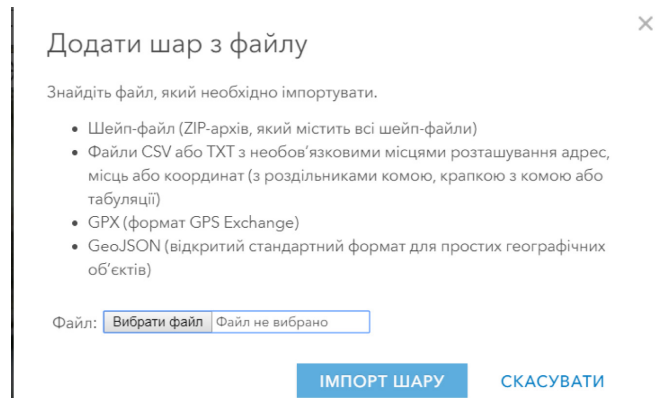 Додати шар з файлу
Знайдіть файл, який необхідно імпортувати.
• Шейп-файл (ZIP-архів, який містить всі шейп-файли)
• Файли CSV або TXT з необов'язковими місцями розташування адрес,
місць або координат (з роздільниками комою, крапкою з комою або
табуляції)
• GPX (формат GPS Exchange)
• GeoJSON (відкритий стандартний формат для простих географічних
об'єктів)
Файл: Вибрати файл Файл не вибрано
ІМПОРТ ШАРУ СКАСУВАТИ